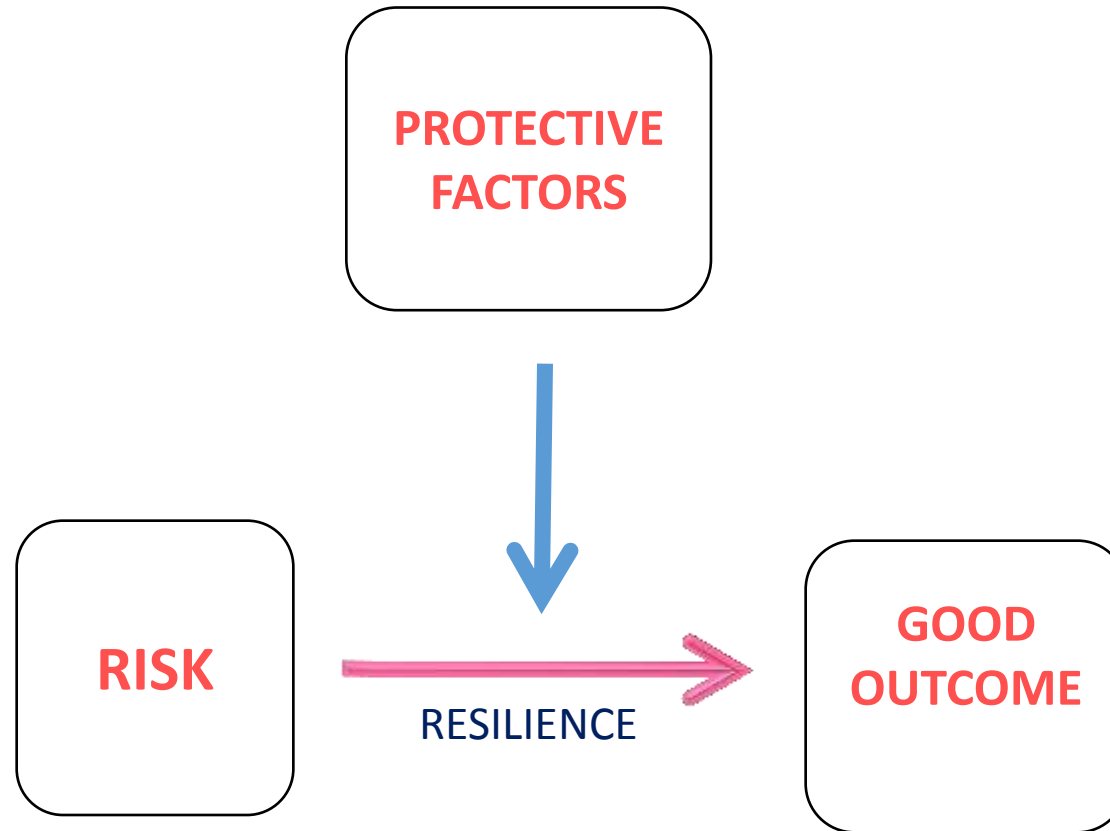 PROTECTIVE
FACTORS
RISK
RESILIENCE
GOOD
OUTCOME